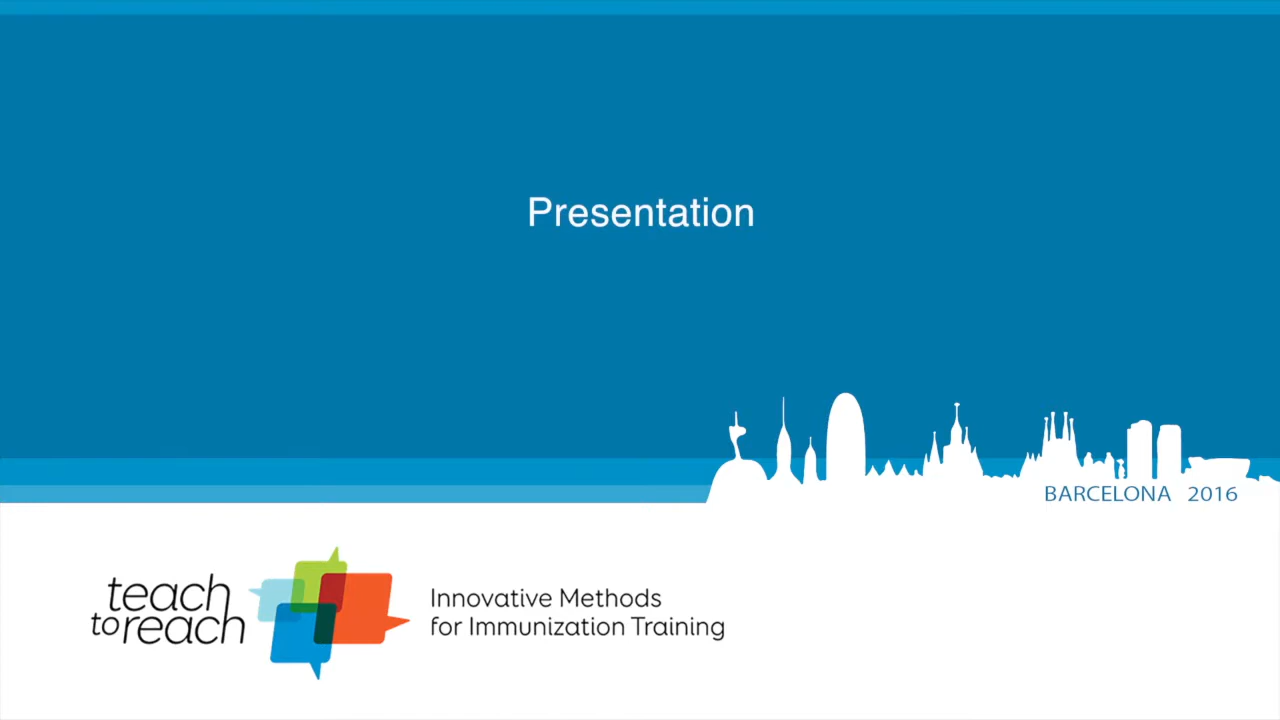 Presentation
BARCELONA 2016
teach
to reach
Innovative Methods
for Immunization Training